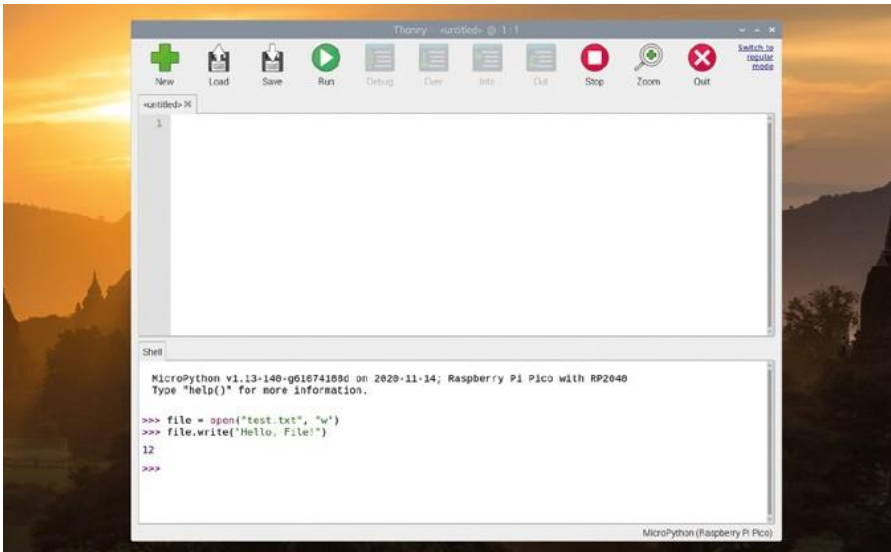 Thonny - <untitled> @ 1:1
New Load Save Run Debug Over Into Out Stop Zoom Quit
Switch to
regular
mode
<untitled>
1
Shell
MicroPython v1.13-140-g61674188d on 2020-11-14; Raspberry Pi Pico with RP2040
Type "help()" for more information.
>>> file = open("test.txt", "w")
>>> file.write("Hello, File!")
12
>>>
MicroPython (Raspberry Pi Pico)